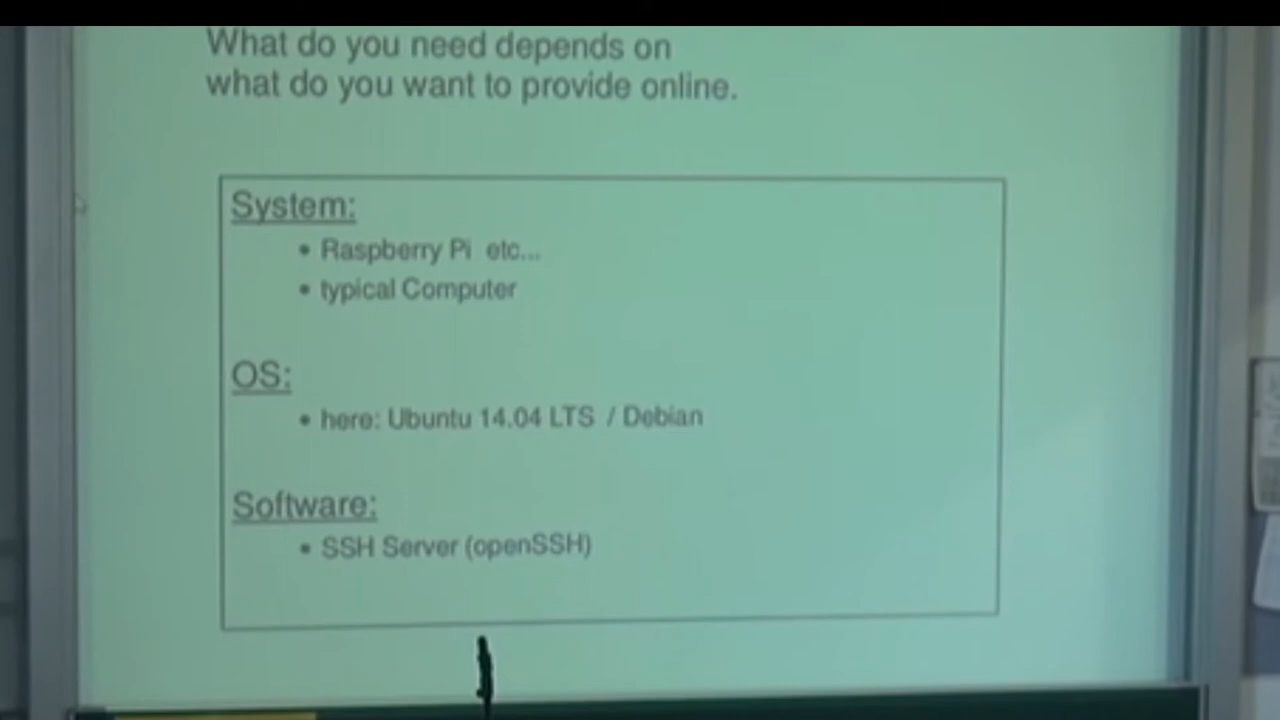 What do you need depends on
what do you want to provide online.
System:
• Raspberry Pi etc...
• typical Computer
OS:
• here: Ubuntu 14.04 LTS / Debian
Software:
• SSH Server (openSSH)